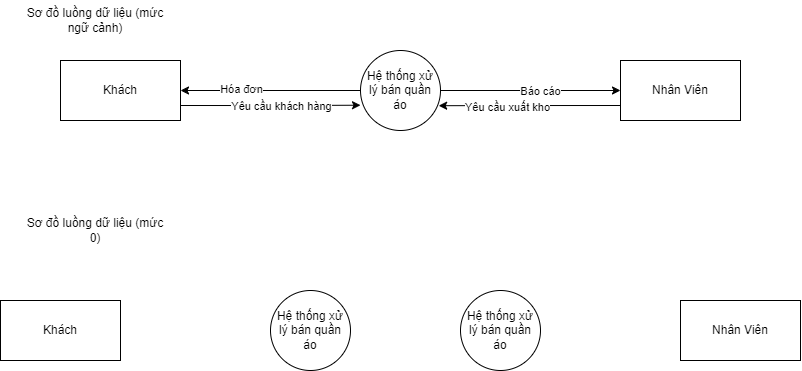 Sơ đồ luồng dữ liệu (mức
ngữ cảnh)
Khách
Hóa đơn
Yêu cầu khách hàng
Hệ thống xử
lý bán quần
áo
Báo cáo
Yêu cầu xuất kho
Nhân Viên
Sơ đồ luồng dữ liệu (mức
0)
Khách
Hệ thống xử
lý bán quần
áo
Hệ thống xử
lý bán quần
áo
Nhân Viên